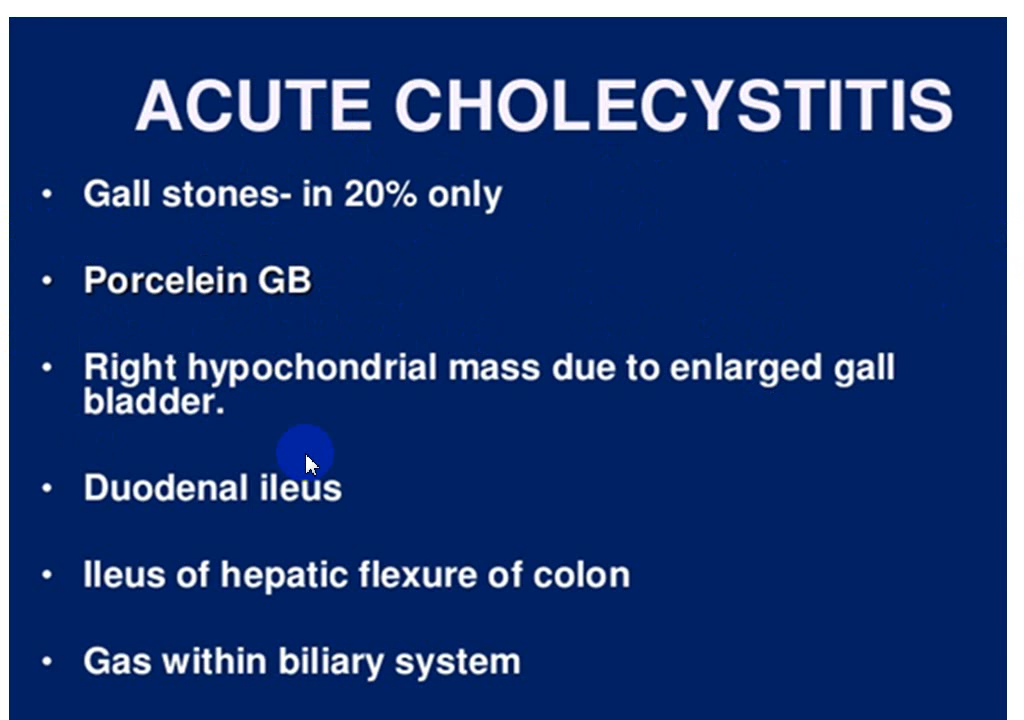 ACUTE CHOLECYSTITIS
• Gall stones- in 20% only
• Porcelein GB
• Right hypochondrial mass due to enlarged gall
bladder.
• Duodenal ileus
• Ileus of hepatic flexure of colon
• Gas within biliary system